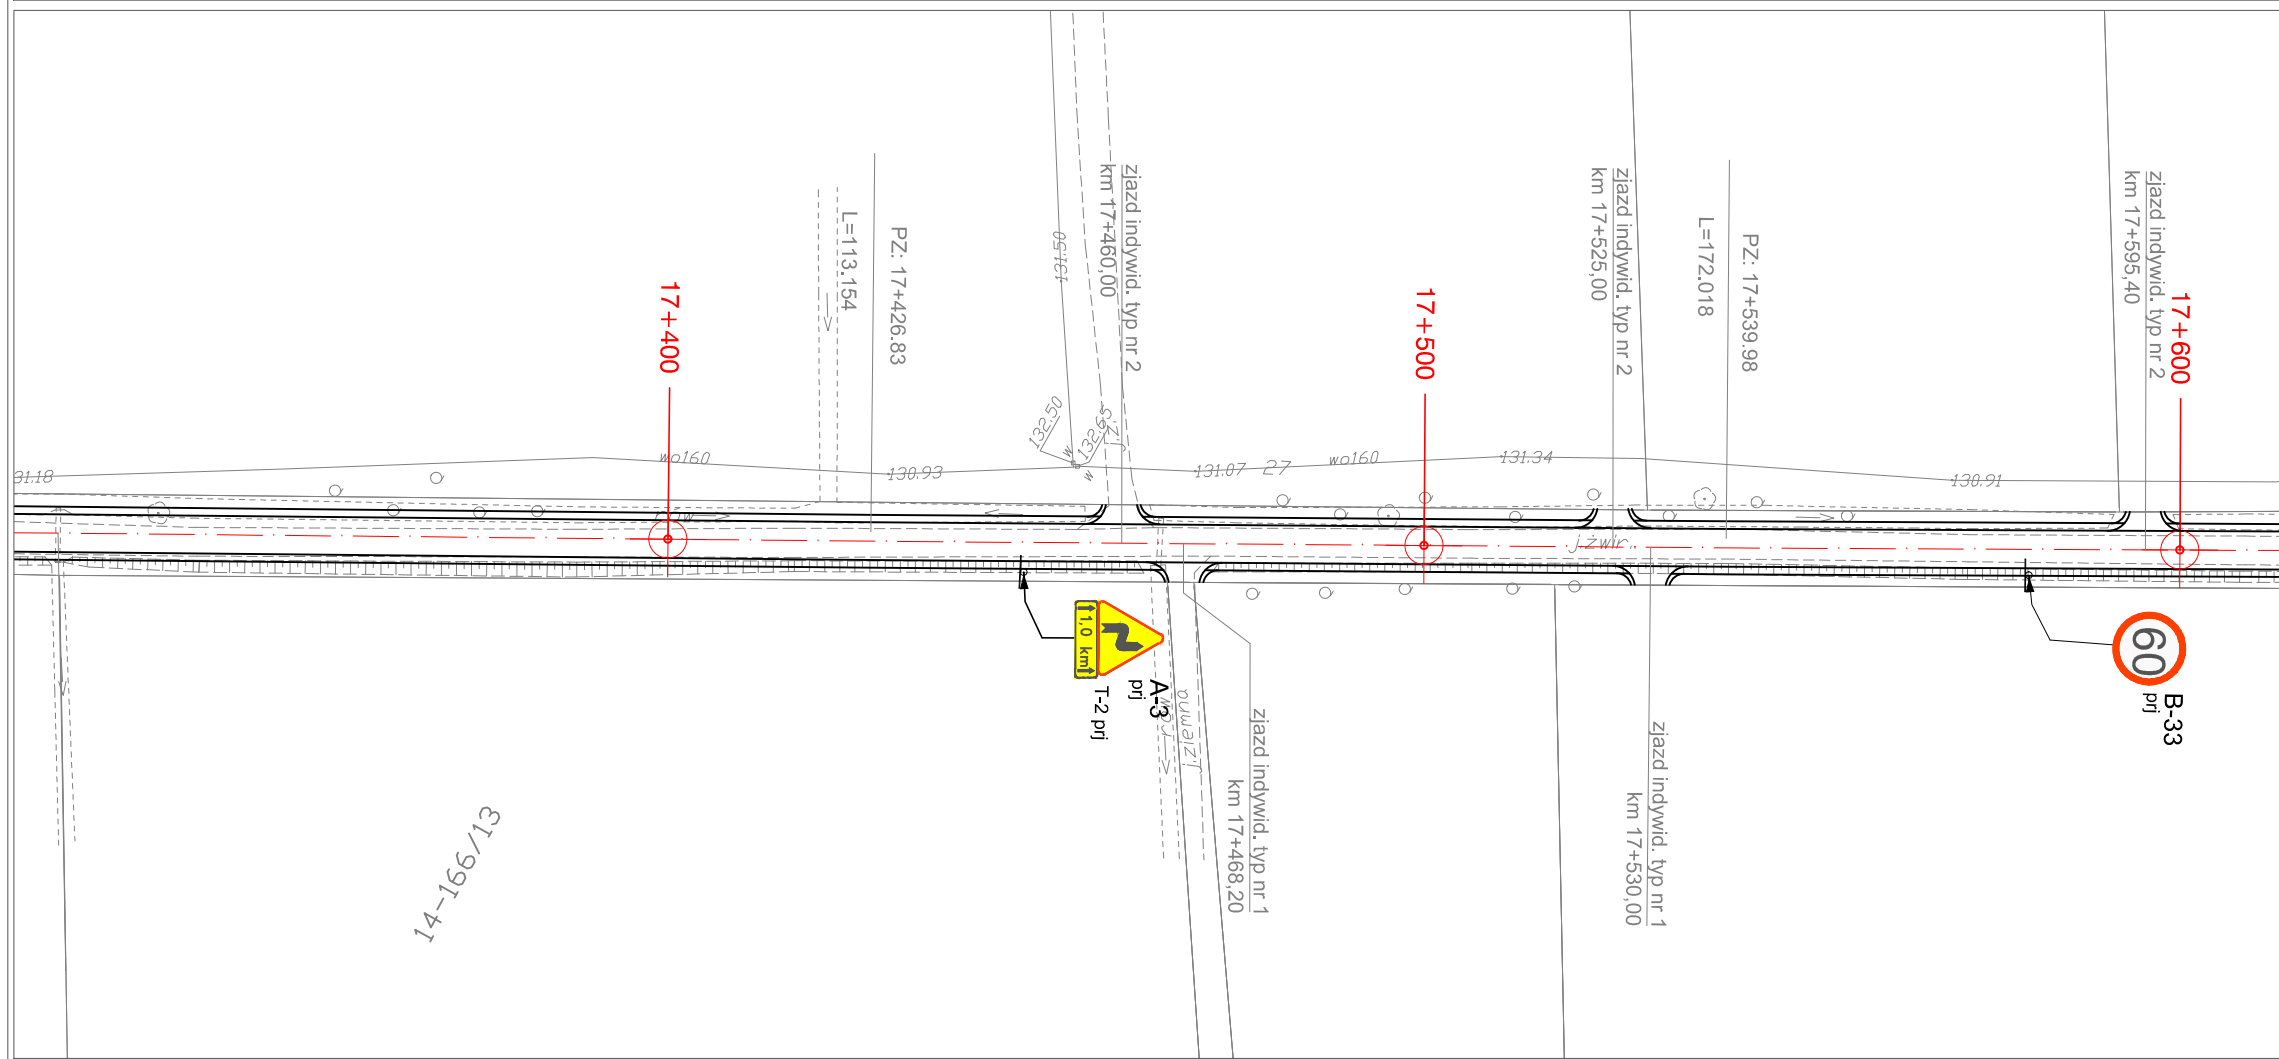 zjazd indywid. typ nr 2
km 17+460,00
zjazd indywid. typ nr 2
km 17+525,00
zjazd indywid. typ nr 2
km 17+595,40
L=113.154
PZ: 17+426.83
L=172.018
PZ: 17+539.98
17+400
17+500
17+600
131.50
132.50
132.65
w
w
j.ż.
31.18
wo160
130.93
131.07
27
wo160
131.34
130.91
rów
j żwir.
1,0 km
A-3
prj
T-2 prj
60
B-33
prj
rów
j.ziemna
zjazd indywid. typ nr 1
km 17+468,20
zjazd indywid. typ nr 1
km 17+530,00
14-166/13